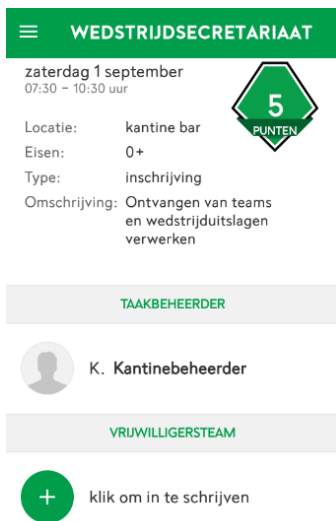 WEDSTRIJDSECRETARIAAT
zaterdag 1 september
07:30 – 10:30 uur
5
PUNTEN
Locatie: kantine bar
Eisen: 0+
Type: inschrijving
Omschrijving: Ontvangen van teams
en wedstrijduitslagen
verwerken
TAAKBEHEERDER
K. Kantinebeheerder
VRIJWILLIGERSTEAM
klik om in te schrijven